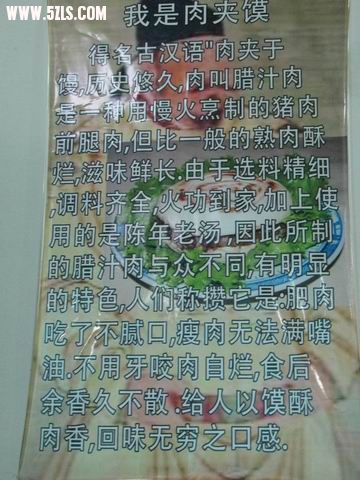 www.5ZLS.com
我是肉夹馍
得名古汉语"肉夹于
馍,历史悠久,肉叫腊汁肉
是一种用慢火烹制的猪肉
前腿肉,但比一般的熟肉酥
烂,滋味鲜长.由于选料精细
,调料齐全,火功到家,加上使
用的是陈年老汤,因此所制
的腊汁肉与众不同,有明显
的特色,人们称攒它是:肥肉
吃了不腻口,瘦肉无法满嘴
油.不用牙咬肉自烂,食后
余香久不散.给人以馍酥
肉香,回味无穷之口感.